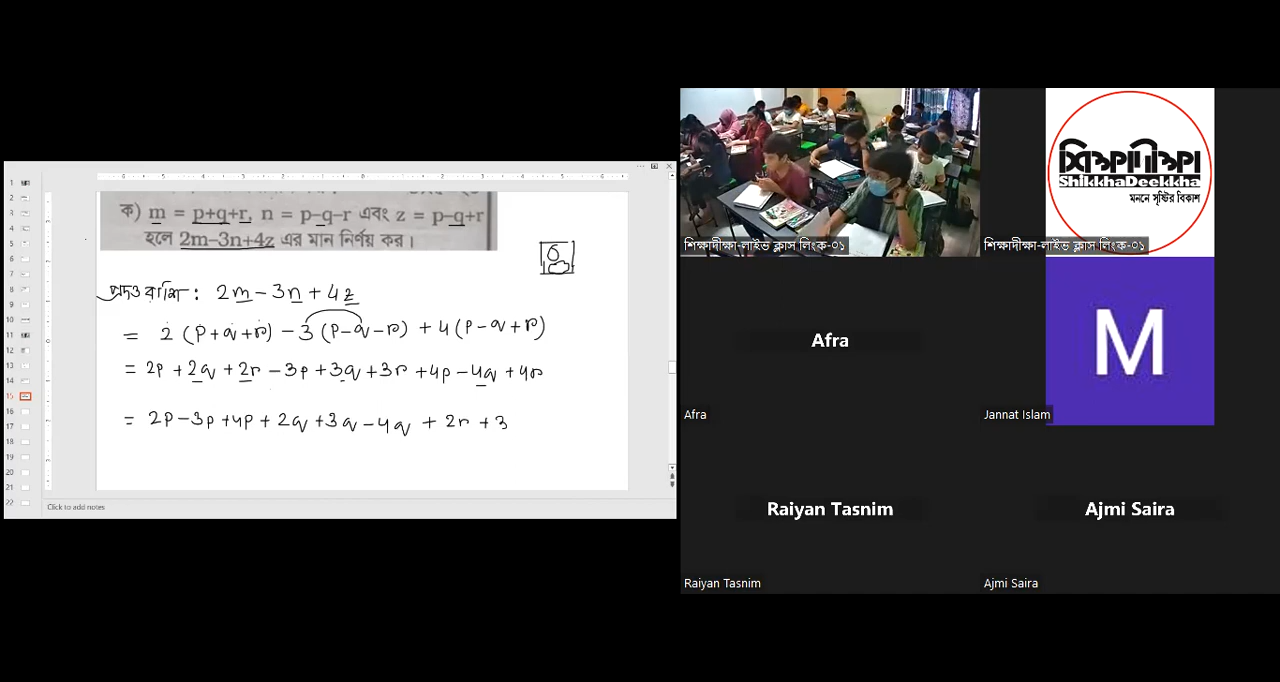 ক) m = p+q+r, n = p-q-r এবং z = p-q+r
হলে 2m-3n+4z এর মান নির্ণয় কর।
প্রদত্ত রাশি : 2m - 3n + 4z
= 2 (p+q+r) - 3 (p-q-r) + 4 (p-q+r)
= 2p + 2q + 2r - 3p + 3q + 3r + 4p - 4q + 4r
= 2p - 3p + 4p + 2q + 3q - 4q + 2r + 3
Click to add notes
শিক্ষাদীক্ষা-লাইভ ক্লাস লিংক-০১
শিক্ষাদীক্ষা
ShikkhaDeekkha
মননে সৃষ্টির বিকাশ
শিক্ষাদীক্ষা-লাইভ ক্লাস লিংক-০১
Afra
Afra
M
Jannat Islam
Raiyan Tasnim
Raiyan Tasnim
Ajmi Saira
Ajmi Saira